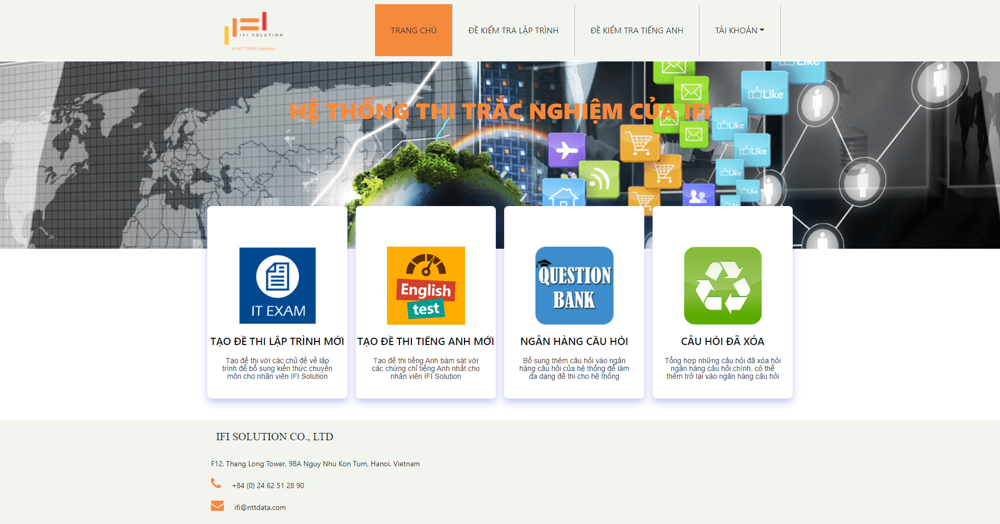 IFI SOLUTION
an NTT DATA Company
TRANG CHỦ
ĐỀ KIỂM TRA LẬP TRÌNH
ĐỀ KIỂM TRA TIẾNG ANH
TÀI KHOẢN
Like
Like
Like
Like
Like
Like
HỆ THỐNG THI TRẮC NGHIỆM CỦA IFI
IT EXAM
TẠO ĐỀ THI LẬP TRÌNH MỚI
Tạo đề thi với các chủ đề về lập
trình để bổ sung kiến thức chuyên
môn cho nhân viên IFI Solution
English
test
TẠO ĐỀ THI TIẾNG ANH MỚI
Tạo đề thi tiếng Anh bám sát với
các chứng chỉ tiếng Anh nhất cho
nhân viên IFI Solution
QUESTION
BANK
NGÂN HÀNG CẦU HỎI
Bổ sung thêm câu hỏi vào ngân
hàng câu hỏi của hệ thống để làm
đa dạng đề thi cho hệ thống
CÂU HỎI ĐÃ XÓA
Tổng hợp những câu hỏi đã xóa hỏi
ngân hàng câu hỏi chính, có thể
thêm trở lại vào ngân hàng câu hỏi
IFI SOLUTION CO., LTD
F12, Thang Long Tower, 98A Nguy Nhu Kon Tum, Hanoi, Vietnam
+84 (0) 24 62 51 28 90
ifi@nttdata.com